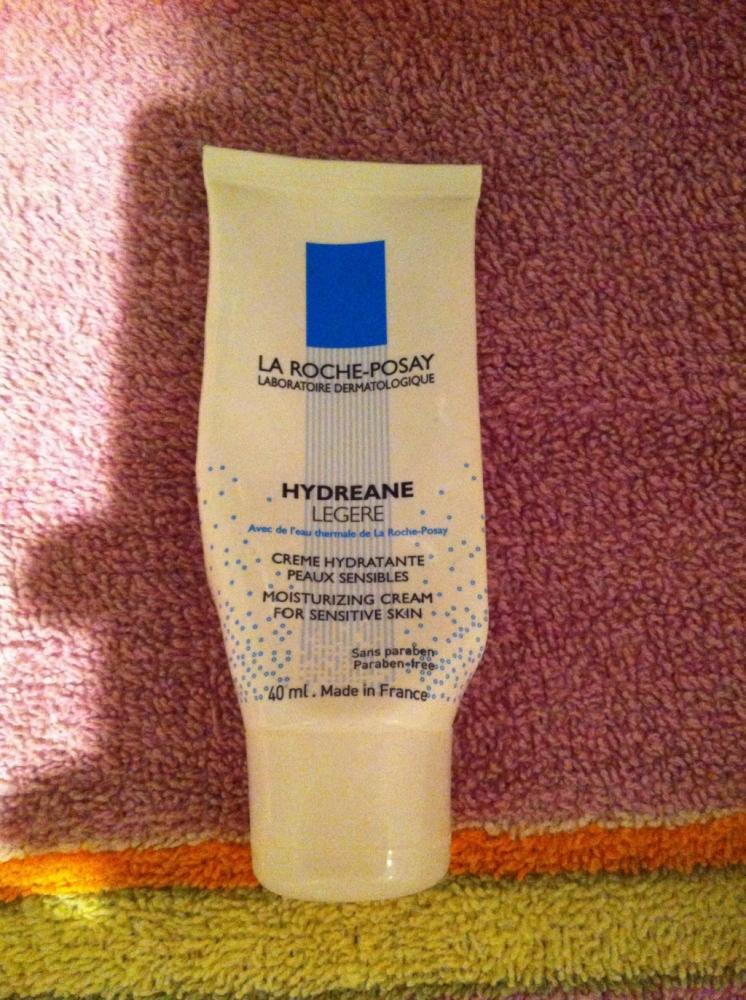 LA ROCHE-POSAY
LABORATOIRE DERMATOLOGIQUE
HYDREANE
LEGERE
Avec de l'eau thermale de La Roche-Posay
CREME HYDRATANTE
PEAUX SENSIBLES
MOISTURIZING CREAM
FOR SENSITIVE SKIN
Sans paraben
Paraben-free
40 ml . Made in France